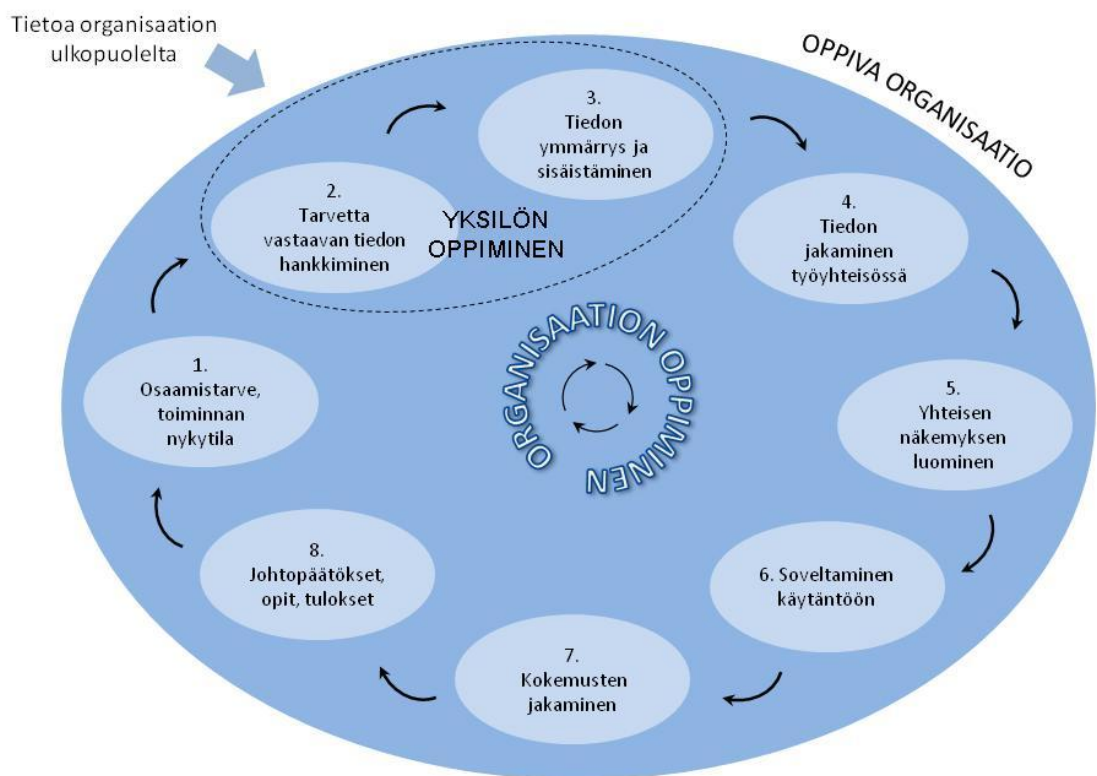 Tietoa organisaation
ulkopuolelta
OPPIVA ORGANISAATIO
1.
Osaamistarve,
toiminnan
nykytila
2.
Tarvetta
vastaavan tiedon
hankkiminen
3.
Tiedon
ymmärrys ja
sisäistäminen
YKSILÖN
OPPIMINEN
4.
Tiedon
jakaminen
työyhteisössä
5.
Yhteisen
näkemyksen
luominen
6. Soveltaminen
käytäntöön
7.
Kokemusten
jakaminen
8.
Johtopäätökset,
opit, tulokset
ORGANISAATION OPPIMINEN